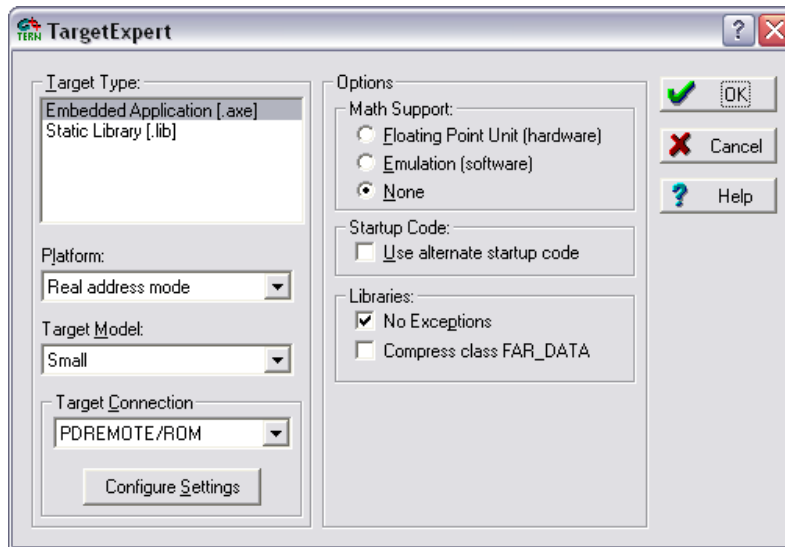 TERN
TargetExpert
Target Type:
Embedded Application [.axe]
Static Library [.lib]
Platform:
Real address mode
Target Model:
Small
Target Connection
PDREMOTE/ROM
Configure Settings
Options
Math Support:
Floating Point Unit (hardware)
Emulation (software)
None
Startup Code:
Use alternate startup code
Libraries:
No Exceptions
Compress class FAR_DATA
OK
Cancel
Help